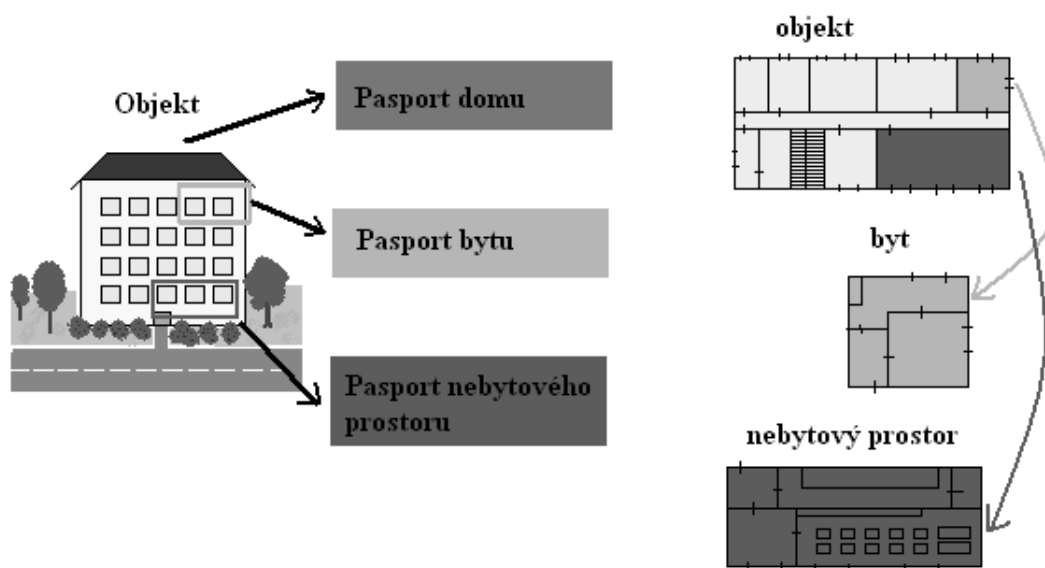 Objekt
Pasport domu
Pasport bytu
Pasport nebytového
prostoru
objekt
byt
nebytový prostor